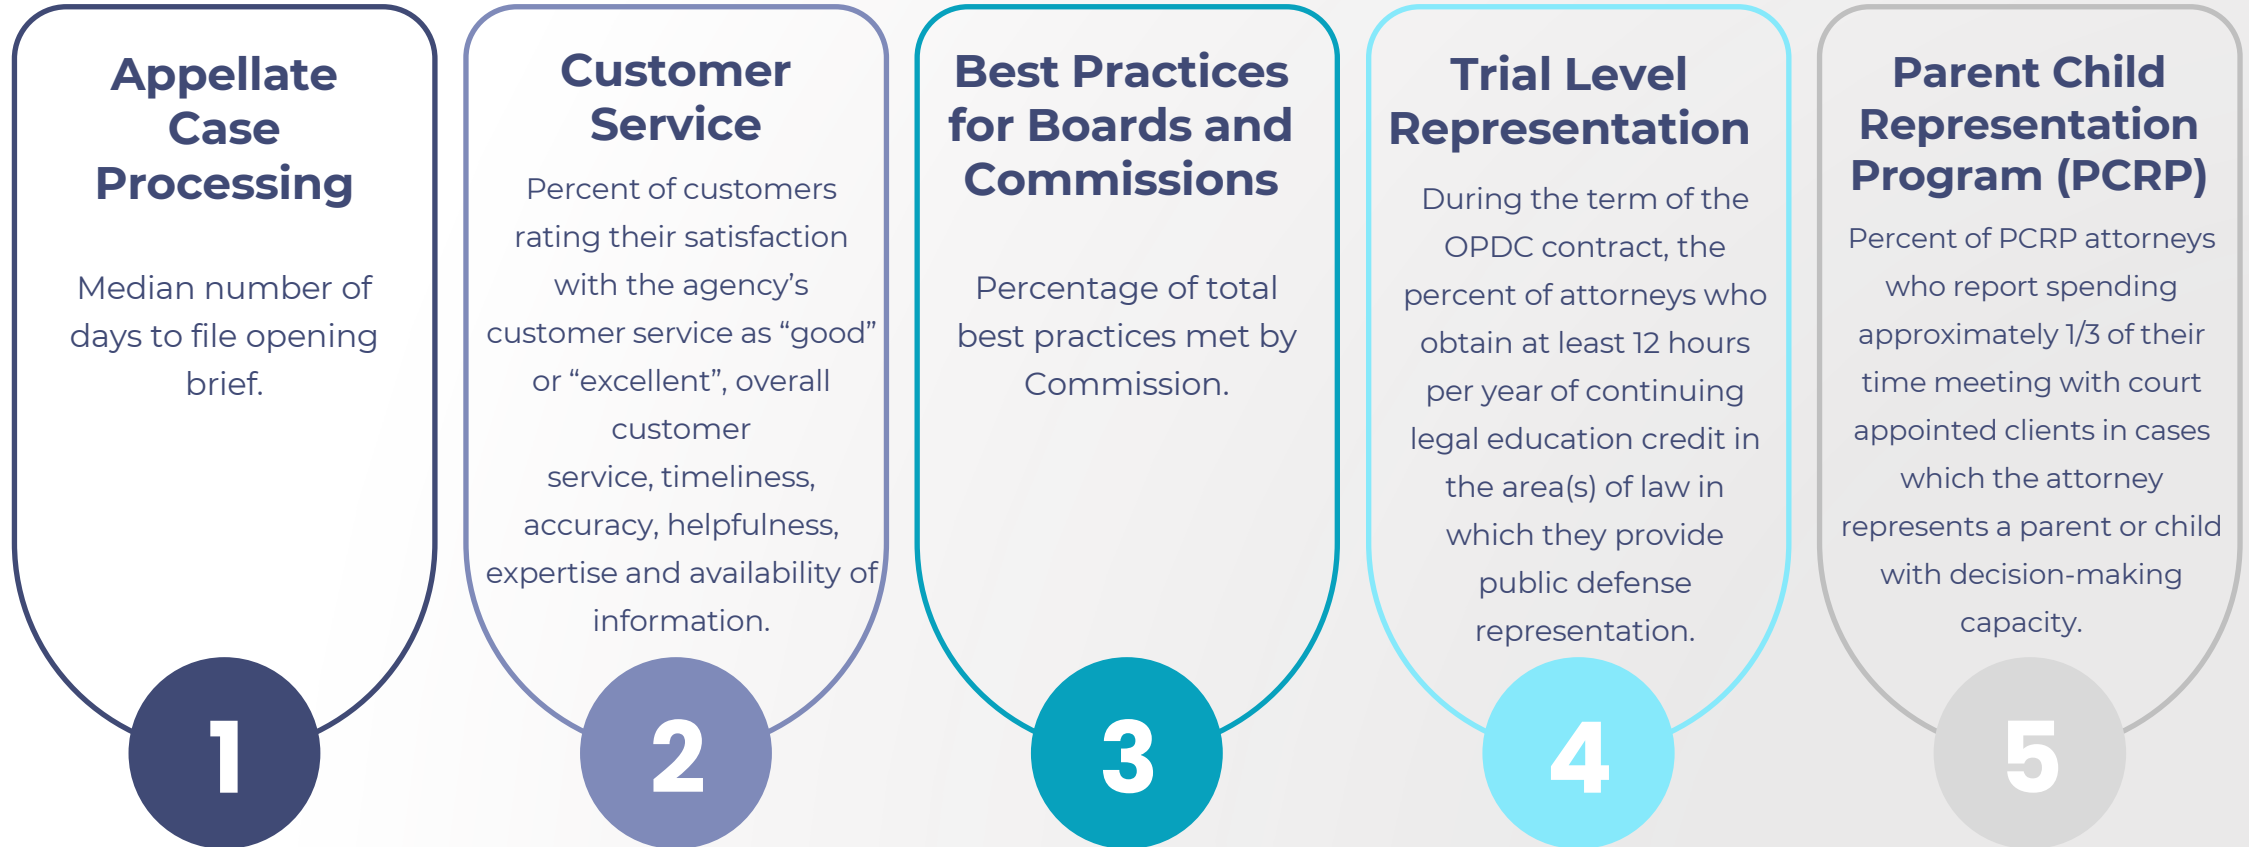 Appellate
Case
Processing
Median number of
days to file opening
brief.
1
Customer
Service
Percent of customers
rating their satisfaction
with the agency’s
customer service as “good”
or “excellent”, overall
customer
service, timeliness,
accuracy, helpfulness,
expertise and availability of
information.
2
Best Practices
for Boards and
Commissions
Percentage of total
best practices met by
Commission.
3
Trial Level
Representation
During the term of the
OPDC contract, the
percent of attorneys who
obtain at least 12 hours
per year of continuing
legal education credit in
the area(s) of law in
which they provide
public defense
representation.
4
Parent Child
Representation
Program (PCRP)
Percent of PCRP attorneys
who report spending
approximately 1/3 of their
time meeting with court
appointed clients in cases
which the attorney
represents a parent or child
with decision-making
capacity.
5